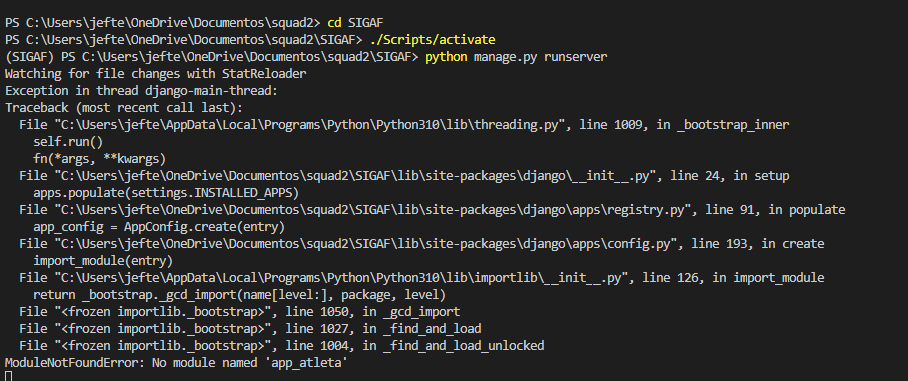 PS C:\Users\jefte\OneDrive\Documentos\squad2> cd SIGAF
PS C:\Users\jefte\OneDrive\Documentos\squad2\SIGAF> ./Scripts/activate
(SIGAF) PS C:\Users\jefte\OneDrive\Documentos\squad2\SIGAF> python manage.py runserver
Watching for file changes with StatReloader
Exception in thread django-main-thread:
Traceback (most recent call last):
  File "C:\Users\jefte\AppData\Local\Programs\Python\Python310\lib\threading.py", line 1009, in _bootstrap_inner
    self.run()
    fn(*args, **kwargs)
  File "C:\Users\jefte\OneDrive\Documentos\squad2\SIGAF\lib\site-packages\django\__init__.py", line 24, in setup
    apps.populate(settings.INSTALLED_APPS)
  File "C:\Users\jefte\OneDrive\Documentos\squad2\SIGAF\lib\site-packages\django\apps\registry.py", line 91, in populate
    app_config = AppConfig.create(entry)
  File "C:\Users\jefte\OneDrive\Documentos\squad2\SIGAF\lib\site-packages\django\apps\config.py", line 193, in create
    import_module(entry)
  File "C:\Users\jefte\AppData\Local\Programs\Python\Python310\lib\importlib\__init__.py", line 126, in import_module
    return _bootstrap._gcd_import(name[level:], package, level)
  File "<frozen importlib._bootstrap>", line 1050, in _gcd_import
  File "<frozen importlib._bootstrap>", line 1027, in _find_and_load
  File "<frozen importlib._bootstrap>", line 1004, in _find_and_load_unlocked
ModuleNotFoundError: No module named 'app_atleta'